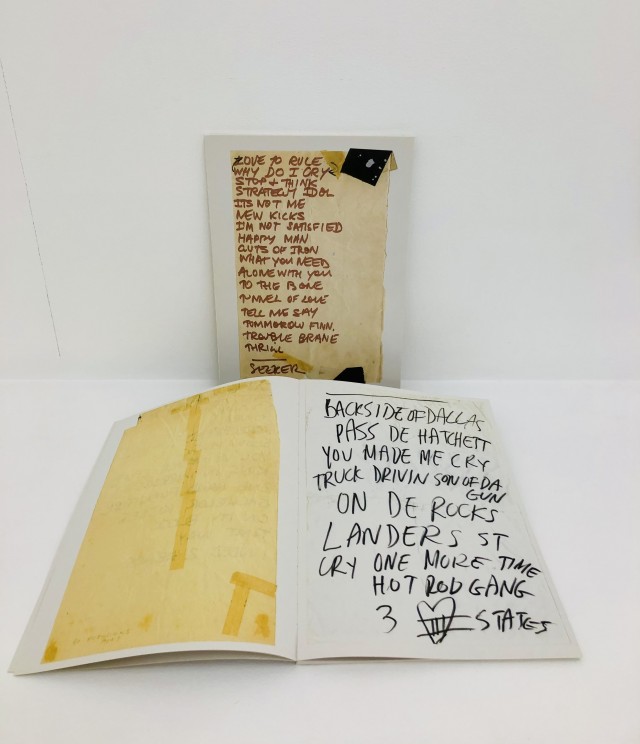 LOVE TO RULE
WHY DO I CRY
STOP + THINK
STRATEGY IDOL
ITS NOT ME
NEW KICKS
IM NOT SATISFIED
HAPPY MAN
GUTS OF IRON
WHAT YOU NEED
ALONE WITH YOU
TO THE BONE
TUNNEL OF LOVE
TELL ME SAY
TOMMOROW FINN.
TROUBLE BRANE
THRILL
SEEKER
BACKSIDE OF DALLAS
PASS DE HATCHETT
YOU MADE ME CRY
TRUCK DRIVIN SON OF DA
GUN
ON DE ROCKS
LANDERS ST
CRY ONE MORE TIME
HOT ROD GANG
3 STATES